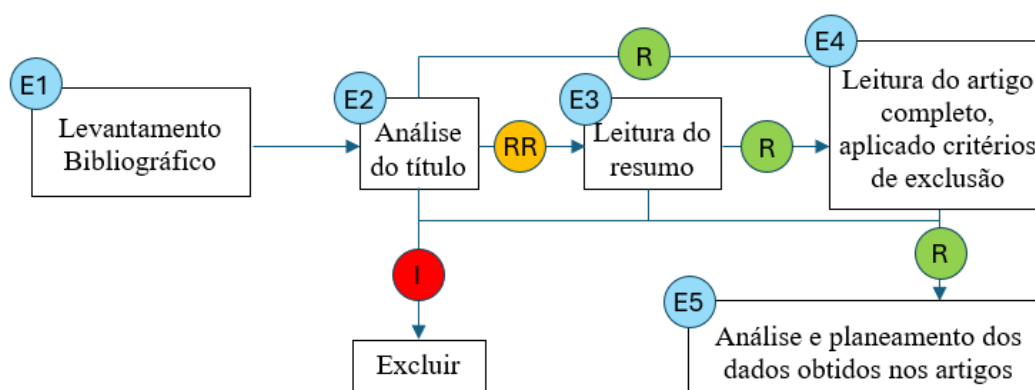 E1
Levantamento
Bibliográfico
E2
Análise
do título
RR
E3
Leitura do
resumo
R
R
E4
Leitura do artigo
completo,
aplicado critérios
de exclusão
I
Excluir
R
E5
Análise e planeamento dos
dados obtidos nos artigos